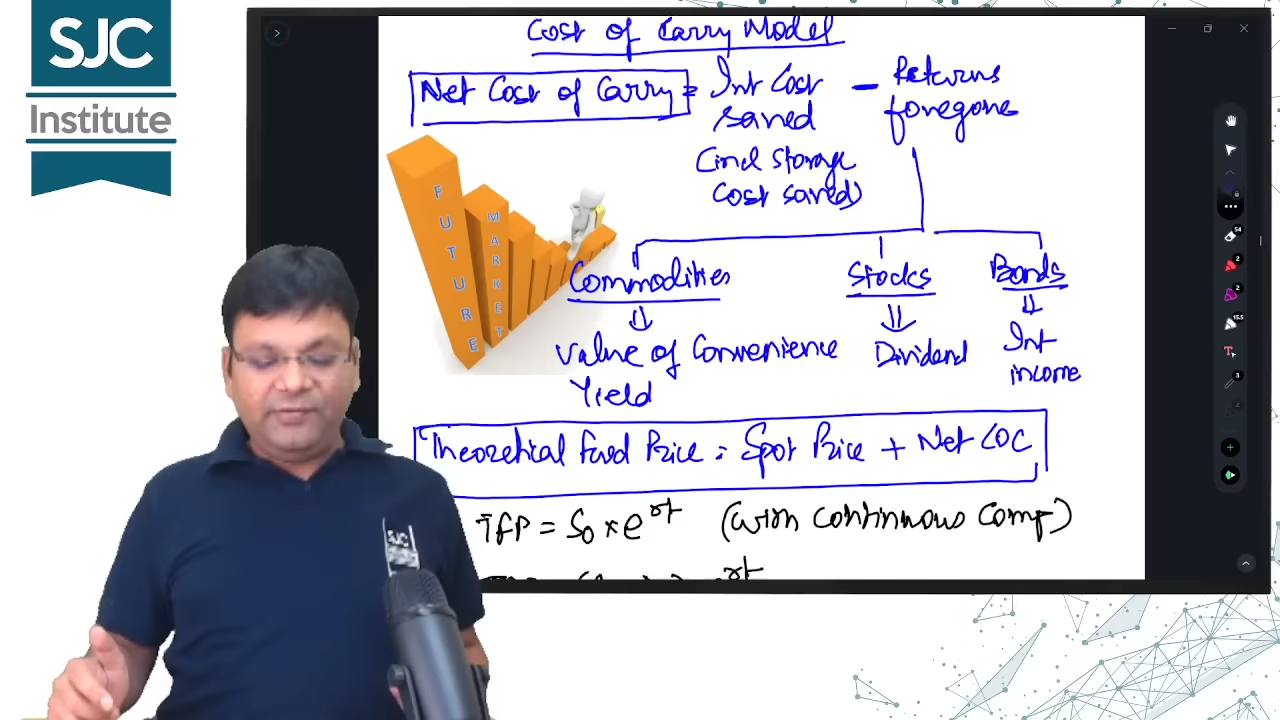 SJC
Institute
Cost of Carry Model
Net Cost of Carry = Int Cost saved - Returns foregone
(incl storage
cost saved)
FUTURE
MARKET
Commodities
Stocks
Bonds
Value of Convenience
Yield
Dividend
Int
income
Theoretical Fwd Price = Spot Price + Net COC
TFP = S₀ × e^rt (with continuous comp)
rt
SJC